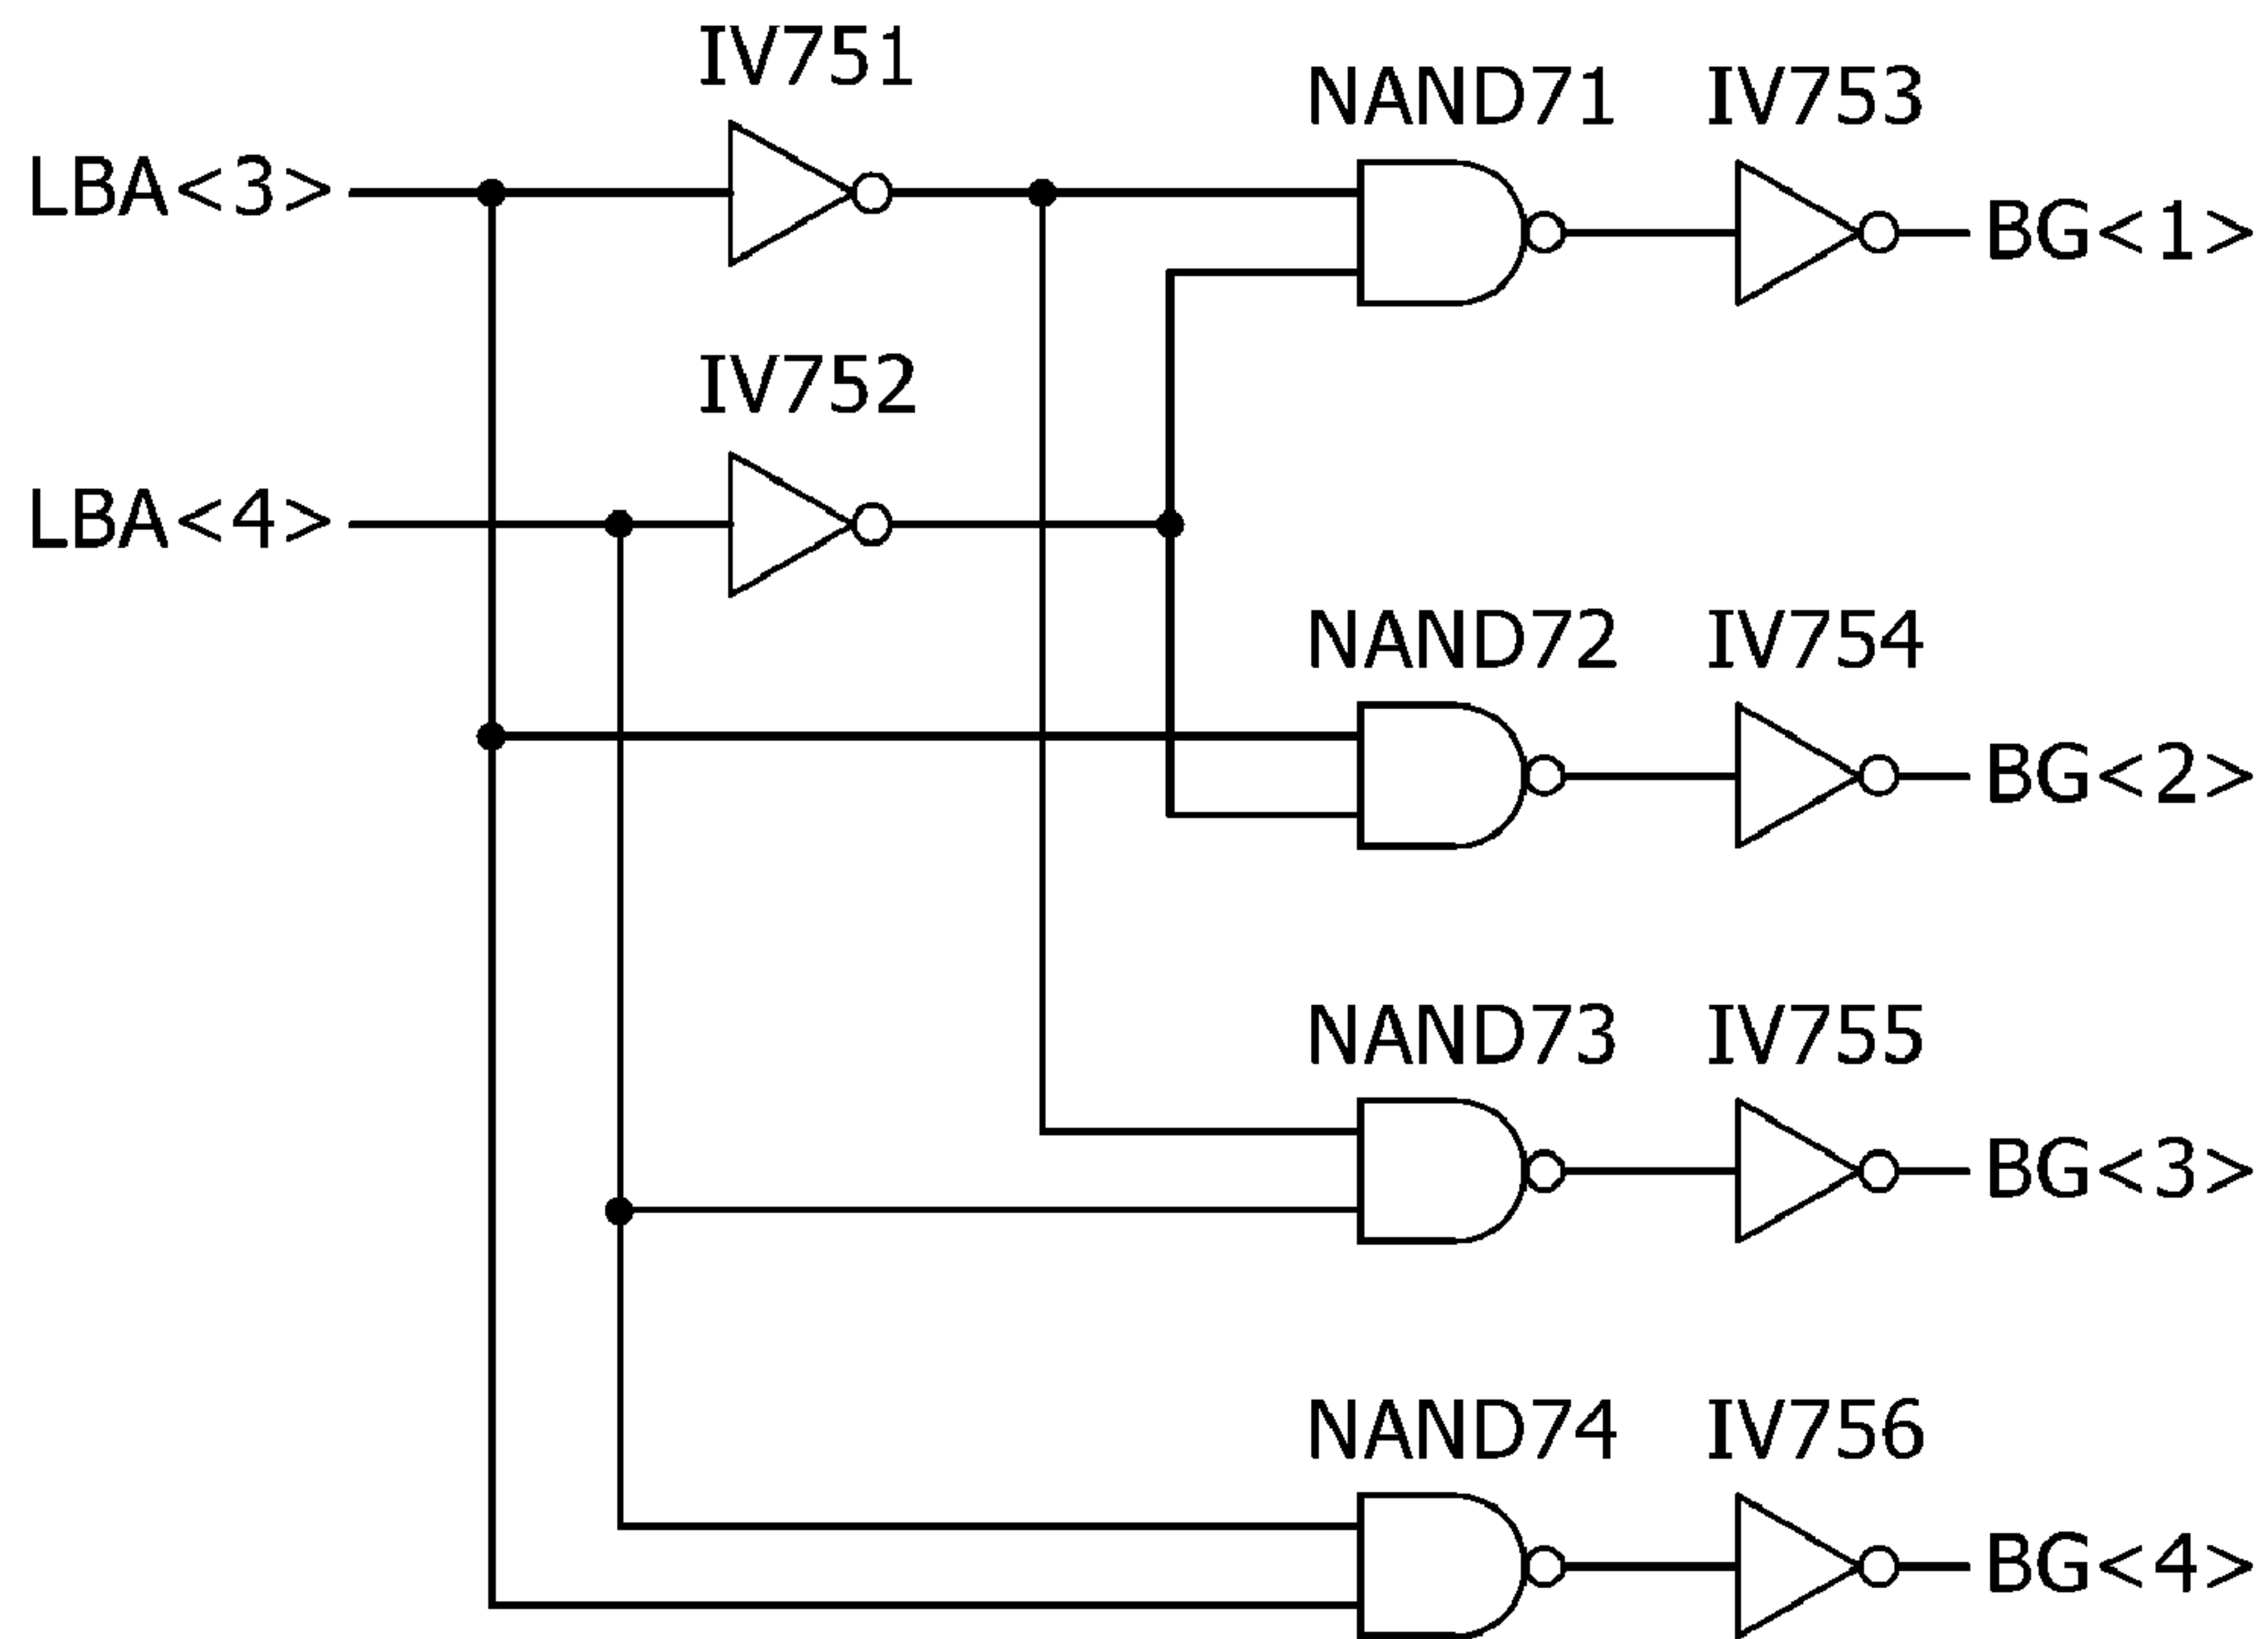 IV751
NAND71 IV753
LBA<3>
BG<1>
IV752
LBA<4>
NAND72 IV754
BG<2>
NAND73 IV755
BG<3>
NAND74 IV756
BG<4>